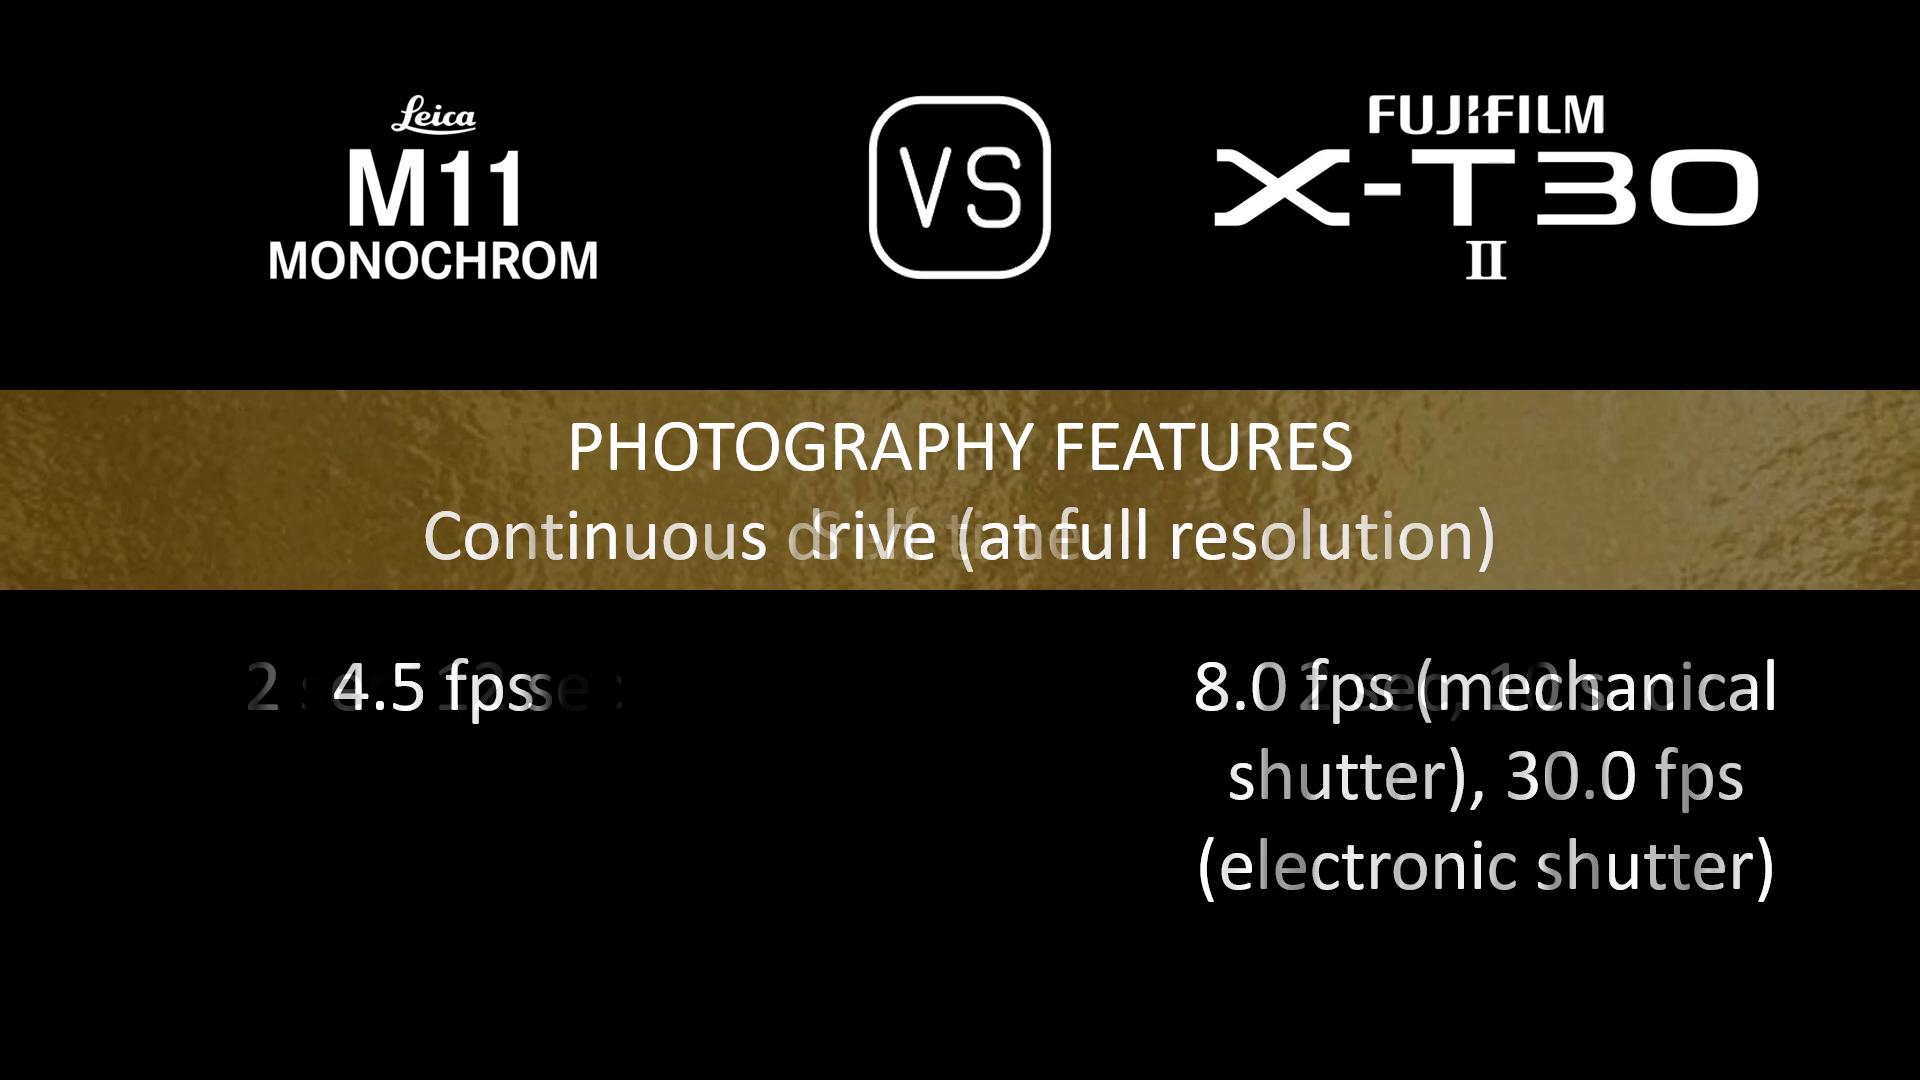 Leica
M11
MONOCHROM
VS
FUJIFILM
X-T30
II
PHOTOGRAPHY FEATURES
Continuous drive (at full resolution)
4.5 fps
8.0 fps (mechanical
shutter), 30.0 fps
(electronic shutter)